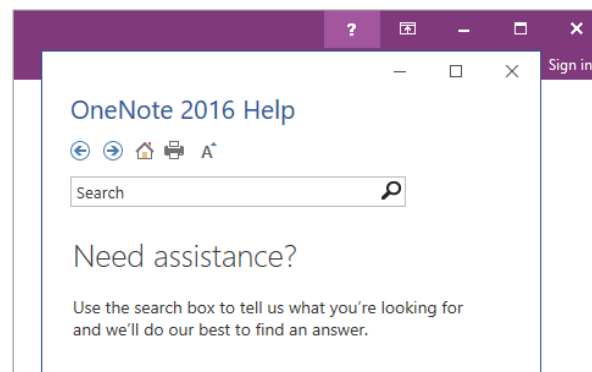 ?
Sign in
OneNote 2016 Help
A
Search
Need assistance?
Use the search box to tell us what you’re looking for
and we’ll do our best to find an answer.